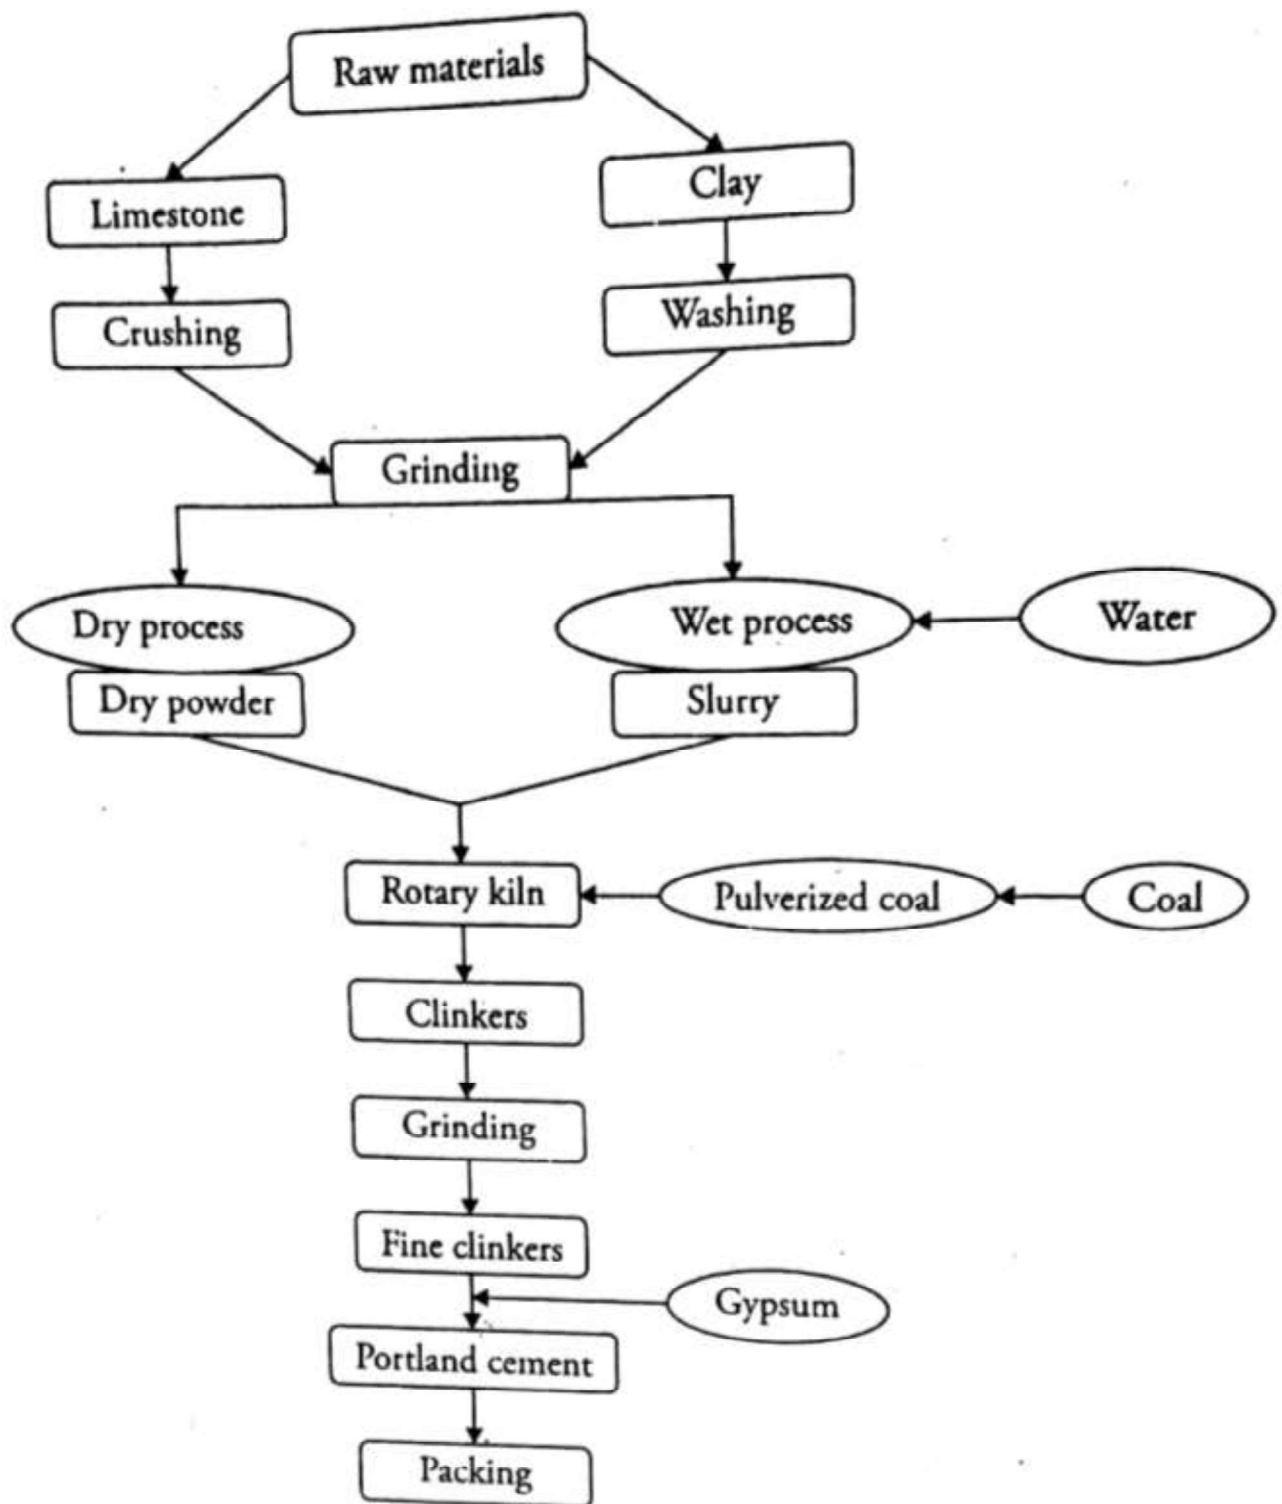 Raw materials
Limestone
Clay
Crushing
Washing
Grinding
Dry process
Wet process
Water
Dry powder
Slurry
Rotary kiln
Pulverized coal
Coal
Clinkers
Grinding
Fine clinkers
Gypsum
Portland cement
Packing